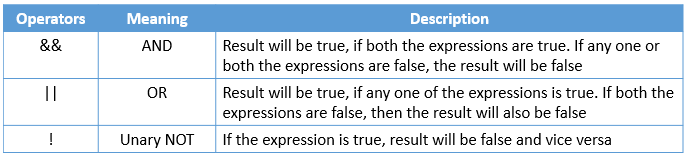 Operators Meaning Description
&& AND Result will be true, if both the expressions are true. If any one or
both the expressions are false, the result will be false
|| OR Result will be true, if any one of the expressions is true. If both the
expressions are false, then the result will also be false
! Unary NOT If the expression is true, result will be false and vice versa